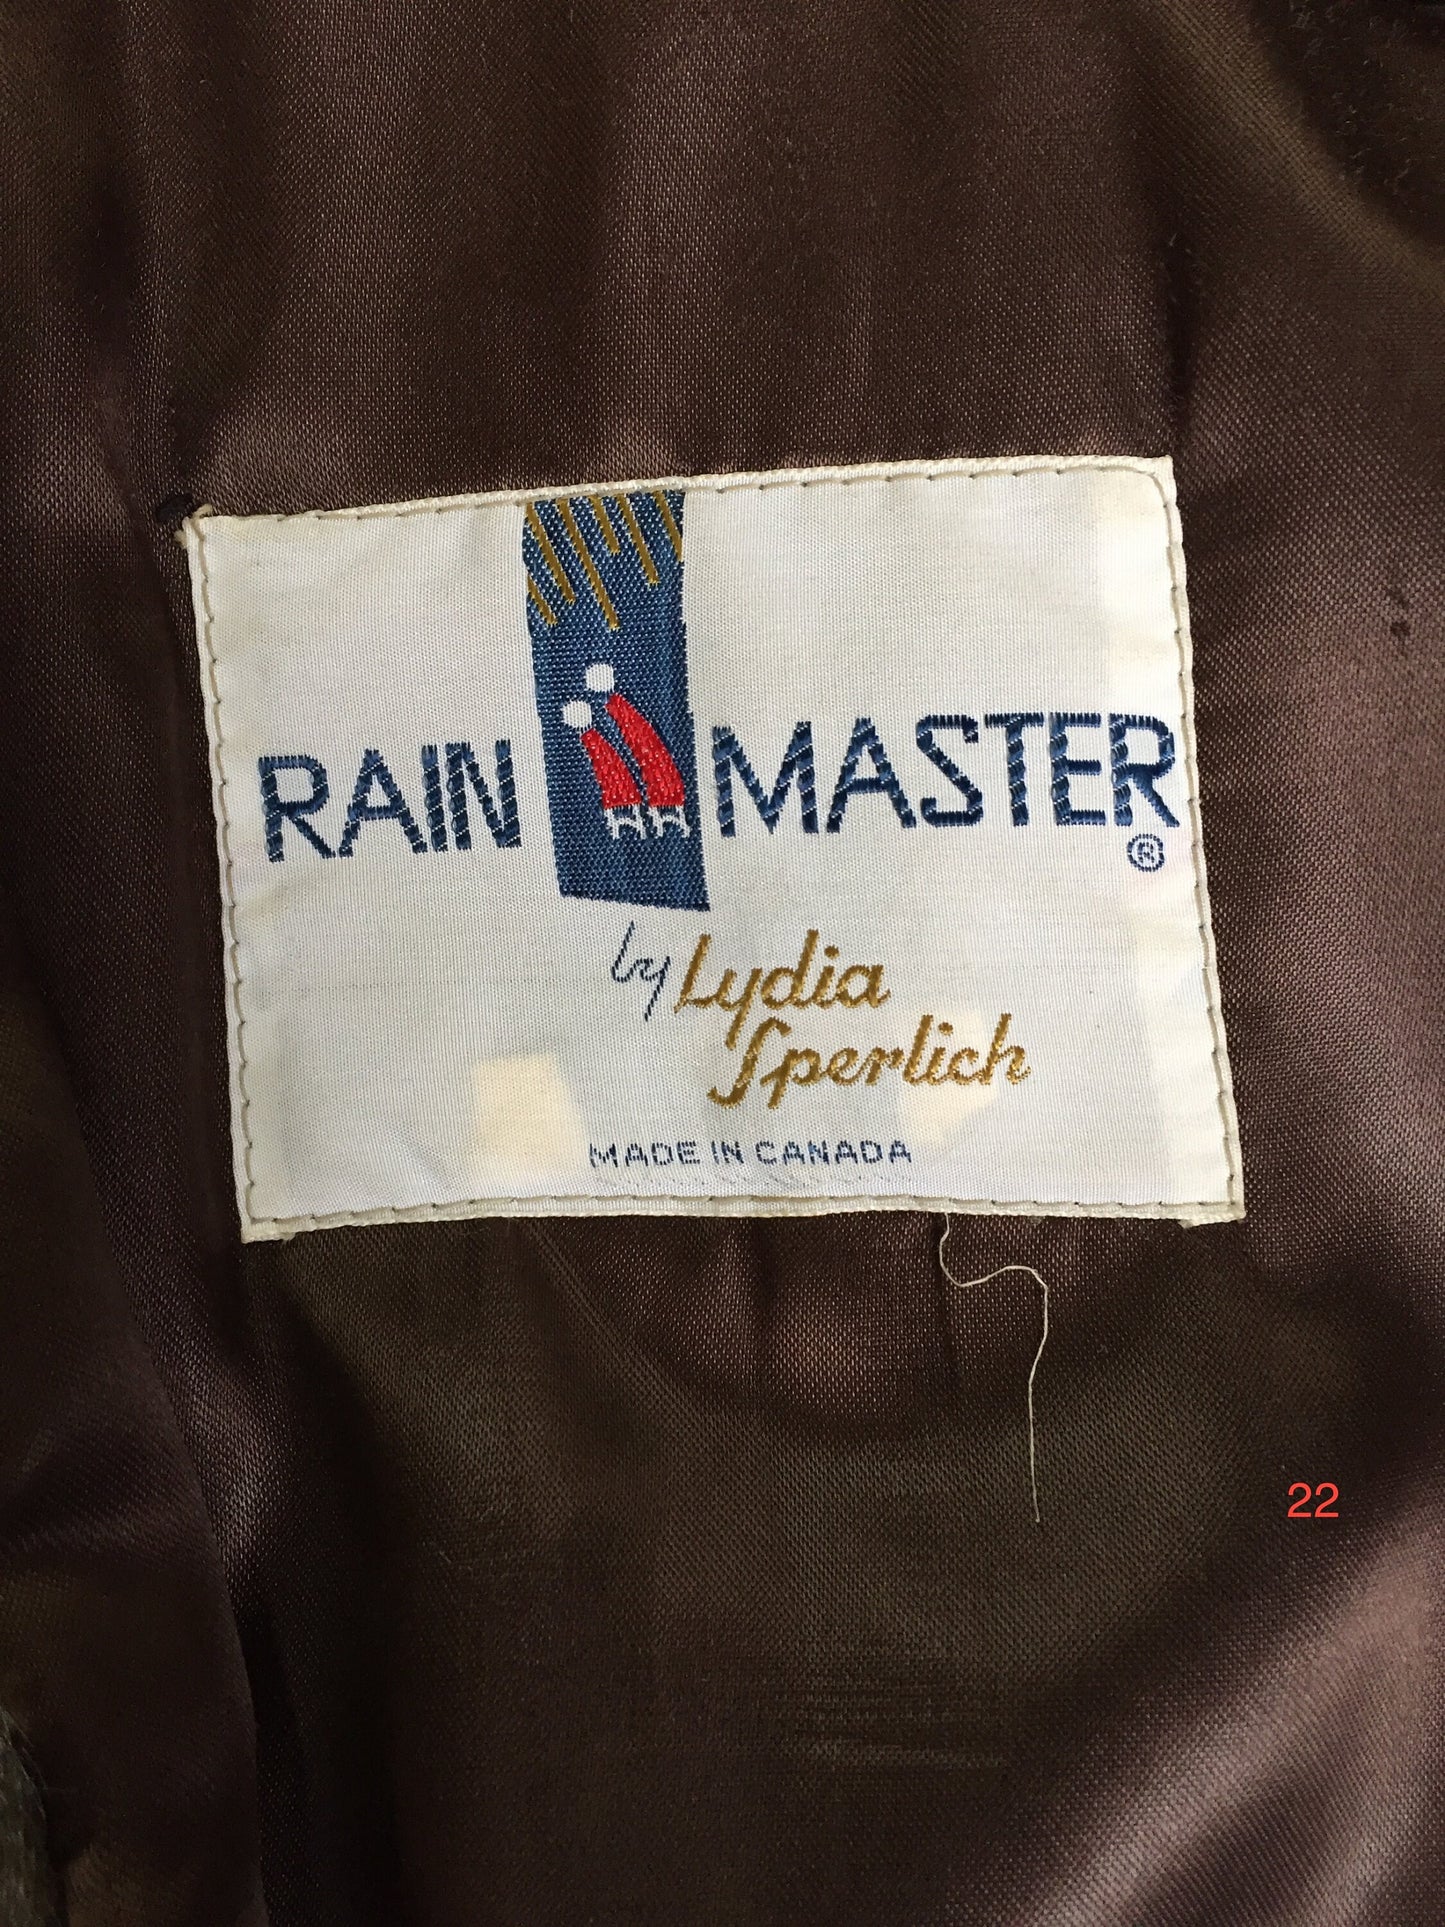 RAIN MASTER ®
by Lydia
Sperlich
MADE IN CANADA
22